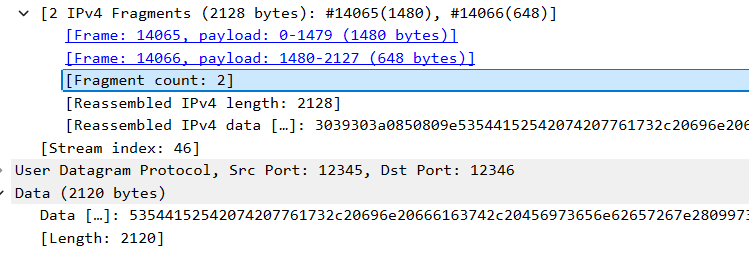 [2 IPv4 Fragments (2128 bytes): #14065(1480), #14066(648)]
[Frame: 14065, payload: 0-1479 (1480 bytes)]
[Frame: 14066, payload: 1480-2127 (648 bytes)]
[Fragment count: 2]
[Reassembled IPv4 length: 2128]
[Reassembled IPv4 data […]: 3039303a0850809e53544152542074207761732c20696e206
[Stream index: 46]
User Datagram Protocol, Src Port: 12345, Dst Port: 12346
Data (2120 bytes)
Data […]: 53544152542074207761732c20696e20666163742c20456973656e62657267e2809973
[Length: 2120]